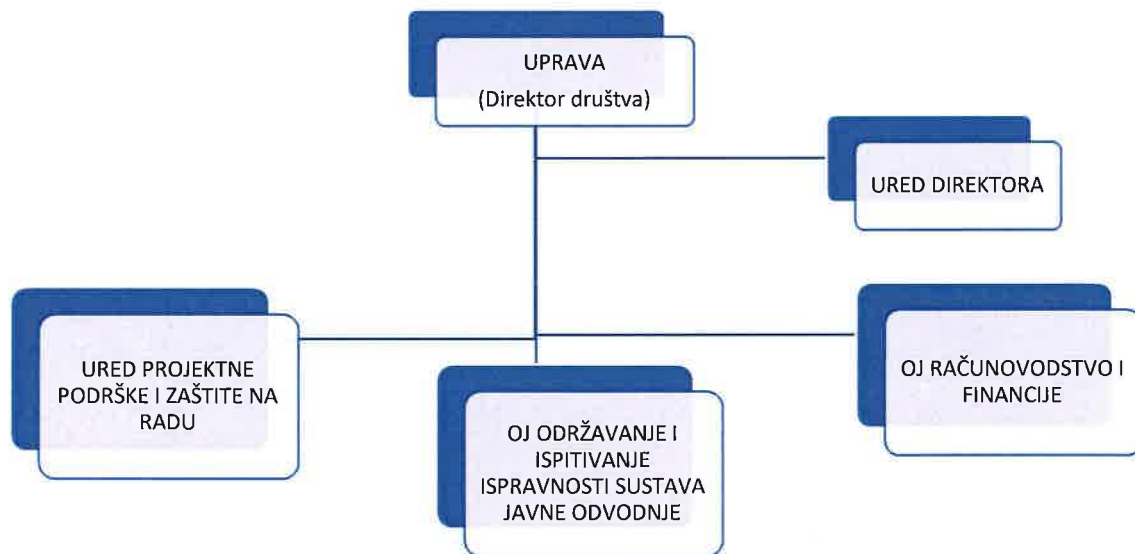 UPRAVA
(Direktor društva)
URED DIREKTORA
URED PROJEKTNE
PODRŠKE I ZAŠTITE NA
RADU
OJ ODRŽAVANJE I
ISPITIVANJE
ISPRAVNOSTI SUSTAVA
JAVNE ODVODNJE
OJ RAČUNOVODSTVO I
FINANCIJE